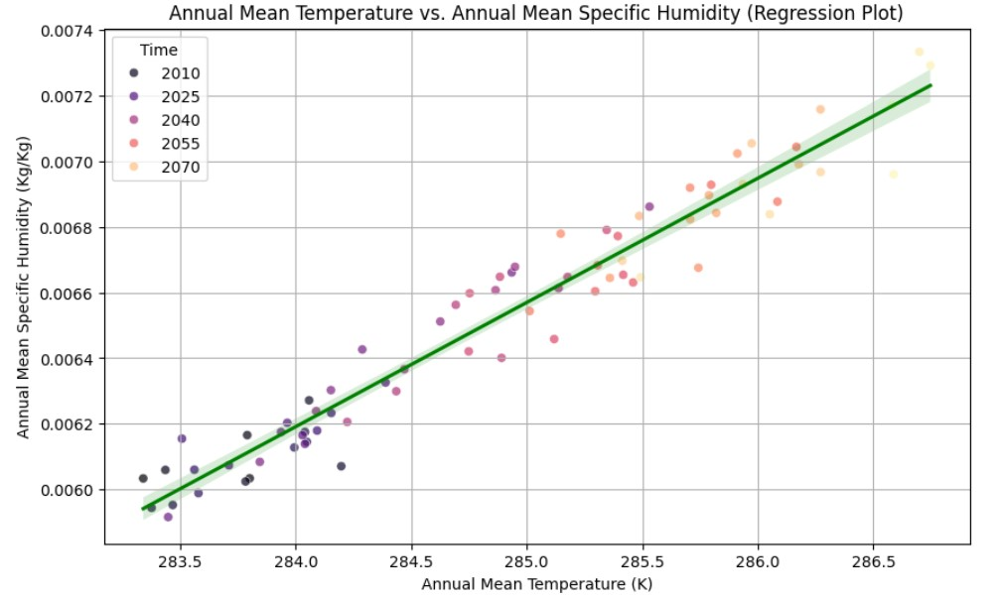 Annual Mean Temperature vs. Annual Mean Specific Humidity (Regression Plot)
Annual Mean Specific Humidity (Kg/Kg)
0.0074
0.0072
0.0070
0.0068
0.0066
0.0064
0.0062
0.0060
Time
2010
2025
2040
2055
2070
283.5 284.0 284.5 285.0 285.5 286.0 286.5
Annual Mean Temperature (K)